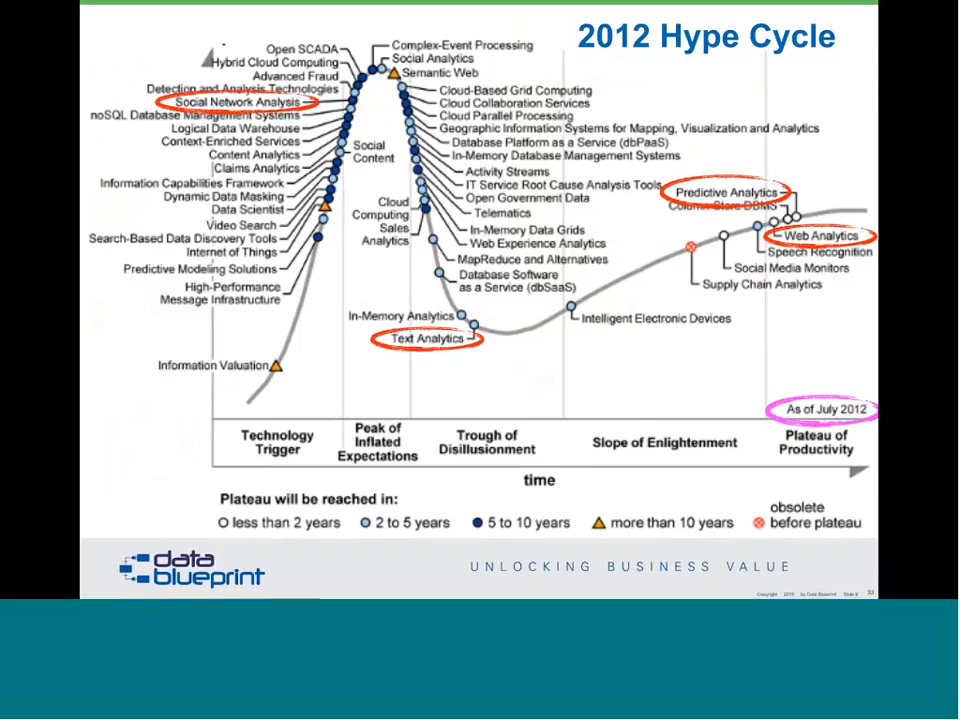 2012 Hype Cycle
Open SCADA
Hybrid Cloud Computing
Advanced Fraud
Detection and Analysis Technologies
Social Network Analysis
noSQL Database Management Systems
Logical Data Warehouse
Context-Enriched Services
Content Analytics
Claims Analytics
Information Capabilities Framework
Dynamic Data Masking
Data Scientist
Video Search
Search-Based Data Discovery Tools
Internet of Things
Predictive Modeling Solutions
High-Performance
Message Infrastructure
Information Valuation
Complex-Event Processing
Social Analytics
Semantic Web
Social
Content
Cloud
Computing
Sales
Analytics
Cloud-Based Grid Computing
Cloud Collaboration Services
Cloud Parallel Processing
Geographic Information Systems for Mapping, Visualization and Analytics
Database Platform as a Service (dbPaaS)
In-Memory Database Management Systems
Activity Streams
IT Service Root Cause Analysis Tools
Open Government Data
Telematics
In-Memory Data Grids
Web Experience Analytics
MapReduce and Alternatives
Database Software
as a Service (dbSaaS)
In-Memory Analytics
Text Analytics
Intelligent Electronic Devices
Predictive Analytics
Column-Store DBMS
Web Analytics
Speech Recognition
Social Media Monitors
Supply Chain Analytics
As of July 2012
Technology
Trigger
Peak of
Inflated
Expectations
Trough of
Disillusionment
Slope of Enlightenment
Plateau of
Productivity
time
Plateau will be reached in:
less than 2 years
2 to 5 years
5 to 10 years
more than 10 years
obsolete
before plateau
data
blueprint
UNLOCKING BUSINESS VALUE
Copyright 2015 by Data Blueprint Slide # 33